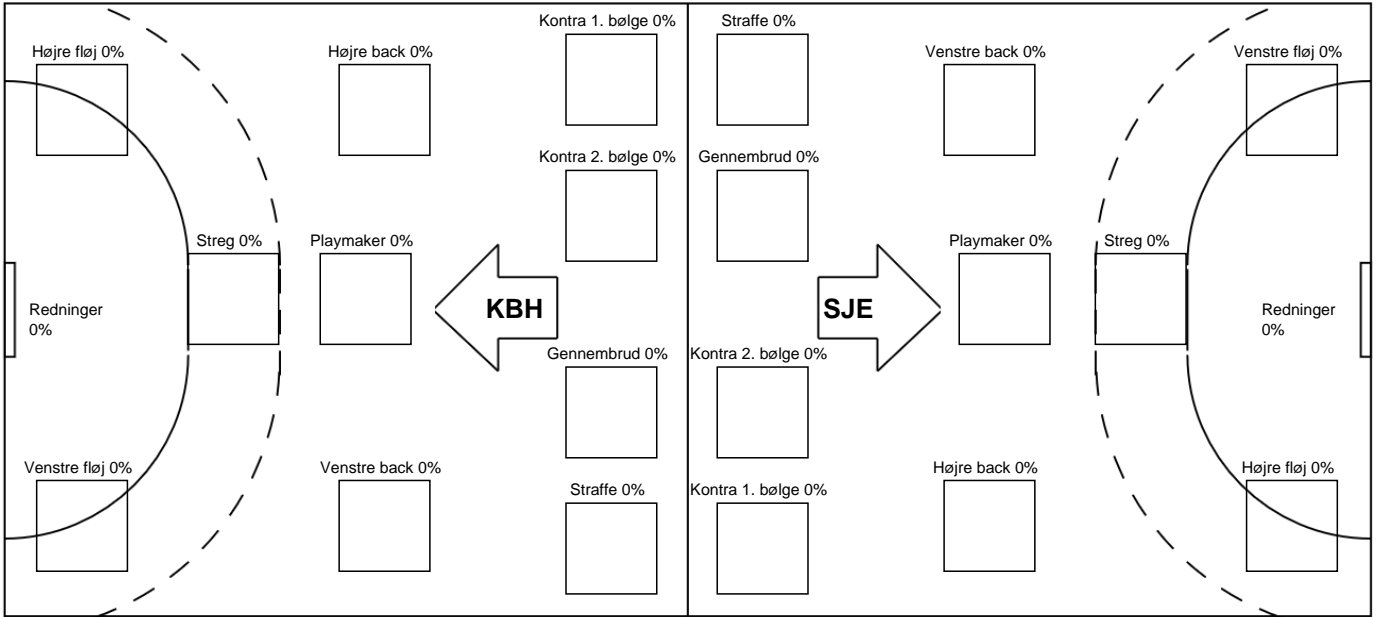 Kontra 1. bølge 0%
Straffe 0%
Højre fløj 0%
Højre back 0%
Venstre back 0%
Venstre fløj 0%
Kontra 2. bølge 0%
Gennembrud 0%
Streg 0%
Playmaker 0%
Playmaker 0%
Streg 0%
Redninger
0%
KBH
SJE
Redninger
0%
Gennembrud 0%
Kontra 2. bølge 0%
Venstre fløj 0%
Venstre back 0%
Højre back 0%
Højre fløj 0%
Straffe 0%
Kontra 1. bølge 0%